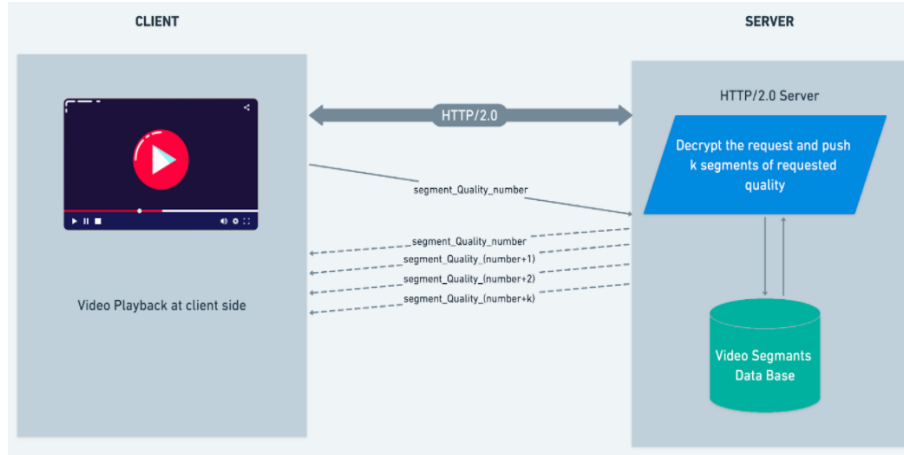 CLIENT
SERVER
HTTP/2.0
HTTP/2.0 Server
Decrypt the request and push
k segments of requested
quality
segment_Quality_number
segment_Quality_number
segment_Quality_(number+1)
segment_Quality_(number+2)
segment_Quality_(number+k)
Video Playback at client side
Video Segmants
Data Base